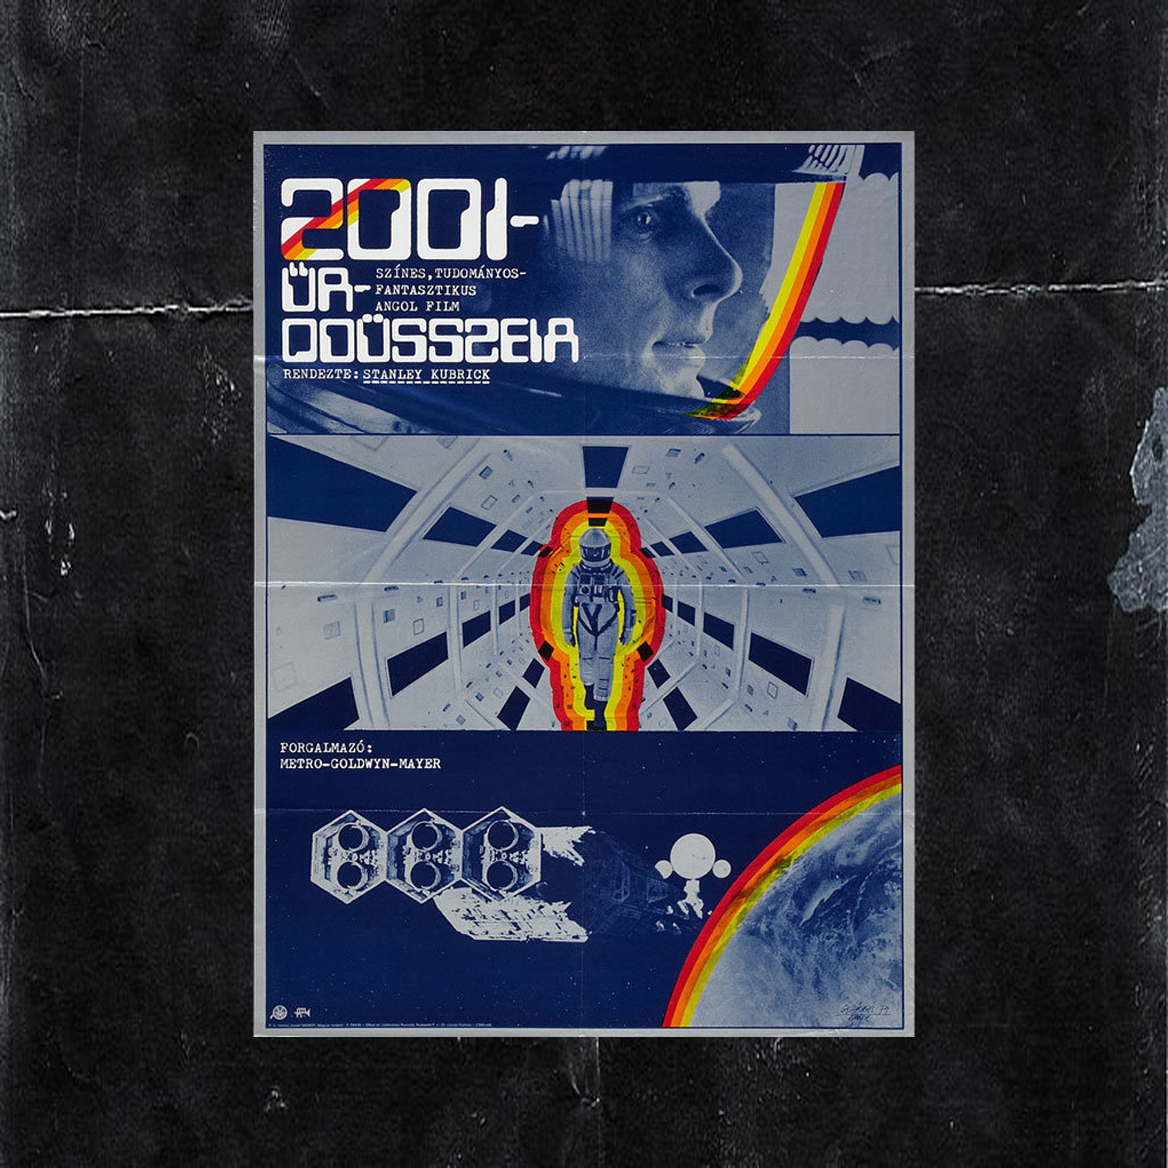 2001-
ŰR-
SZÍNES, TUDOMÁNYOS-
FANTASZTIKUS
ANGOL FILM
ODÜSSZEIA
RENDEZTE: STANLEY KUBRICK
FORGALMAZÓ:
METRO-GOLDWYN-MAYER